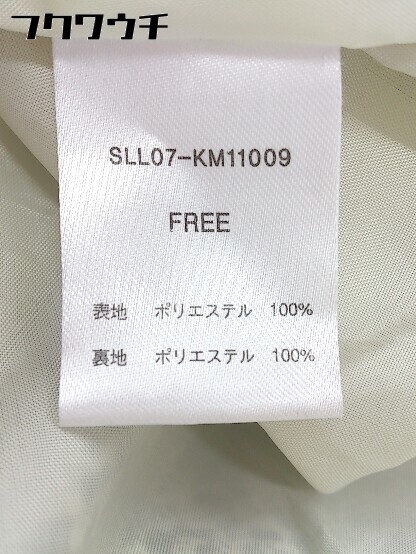 フクワウチ
SLL07-KM11009
FREE
表地 ポリエステル 100%
裏地 ポリエステル 100%